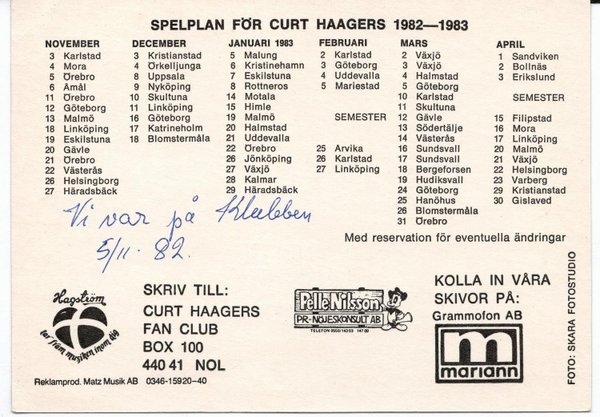 SPELPLAN FÖR CURT HAAGERS 1982—1983
NOVEMBER
3 Karlstad
4 Mora
5 Örebro
6 Åmål
11 Örebro
12 Göteborg
13 Malmö
18 Linköping
19 Eskilstuna
20 Gävle
21 Örebro
22 Västerås
26 Helsingborg
27 Häradsbäck
DECEMBER
3 Kristianstad
4 Örkelljunga
8 Uppsala
9 Nyköping
10 Skultuna
11 Linköping
16 Göteborg
17 Katrineholm
18 Blomstermåla
JANUARI 1983
5 Malung
6 Kristinehamn
7 Eskilstuna
8 Rottneros
14 Motala
15 Himle
19 Malmö
20 Halmstad
21 Uddevalla
22 Örebro
26 Jönköping
27 Växjö
28 Kalmar
29 Häradsbäck
FEBRUARI
2 Karlstad
3 Göteborg
4 Uddevalla
5 Mariestad
SEMESTER
25 Arvika
26 Karlstad
27 Linköping
MARS
2 Växjö
3 Växjö
4 Halmstad
5 Göteborg
10 Karlstad
11 Skultuna
12 Gävle
13 Södertälje
14 Västerås
16 Sundsvall
17 Sundsvall
18 Bergeforsen
19 Hudiksvall
24 Göteborg
25 Hanöhus
26 Blomstermåla
31 Örebro
APRIL
1 Sandviken
2 Bollnäs
3 Erikslund
SEMESTER
15 Filipstad
16 Mora
17 Linköping
20 Malmö
21 Växjö
22 Helsingborg
23 Varberg
29 Kristianstad
30 Gislaved
Vi var på Klubben
5/11 - 82.
Med reservation för eventuella ändringar
Hagström
tar fram musiken inom dig
Reklamprod. Matz Musik AB 0346-15920-40
SKRIV TILL:
CURT HAAGERS
FAN CLUB
BOX 100
440 41 NOL
Pelle Nilsson
PR-NÖJESKONSULT AB
KOLLA IN VÅRA
SKIVOR PÅ:
Grammofon AB
m
mariann
FOTO: SKARA FOTOSTUDIO